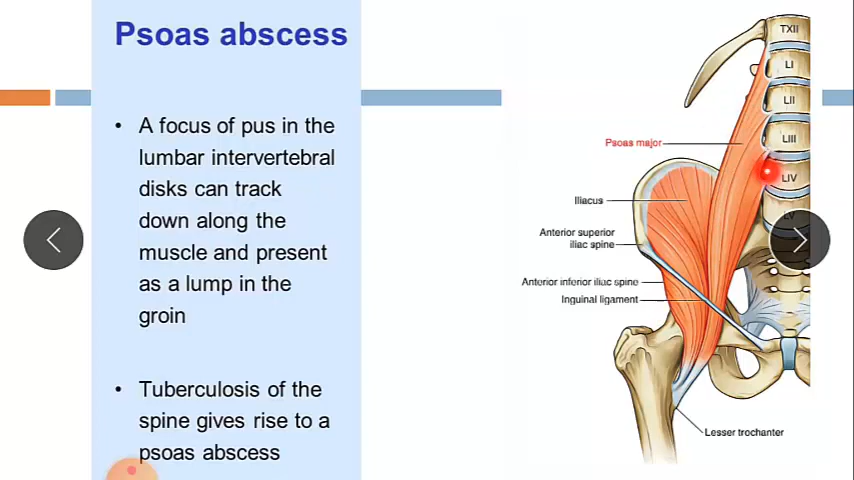 Psoas abscess
• A focus of pus in the
lumbar intervertebral
disks can track
down along the
muscle and present
as a lump in the
groin
• Tuberculosis of the
spine gives rise to a
psoas abscess
TXII
LI
LII
LIII
LIV
LV
Psoas major
Iliacus
Anterior superior
iliac spine
Anterior inferior iliac spine
Inguinal ligament
Lesser trochanter